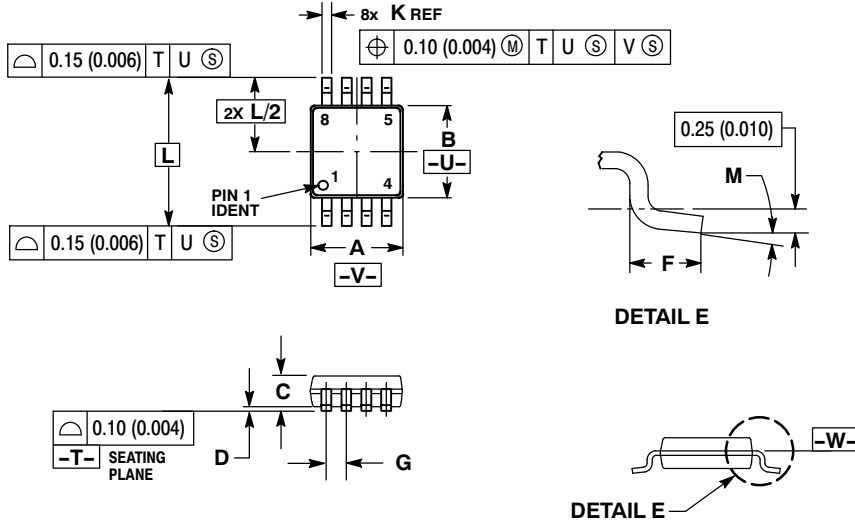 8x K REF
⌖ 0.10 (0.004) Ⓜ T U Ⓢ V Ⓢ
⌓ 0.15 (0.006) T U Ⓢ
2X L/2
8 5
B
-U-
L
1
4
PIN 1
IDENT
⌓ 0.15 (0.006) T U Ⓢ
A
-V-
0.25 (0.010)
M
F
DETAIL E
C
⌓ 0.10 (0.004)
-T- SEATING
PLANE
D
G
-W-
DETAIL E